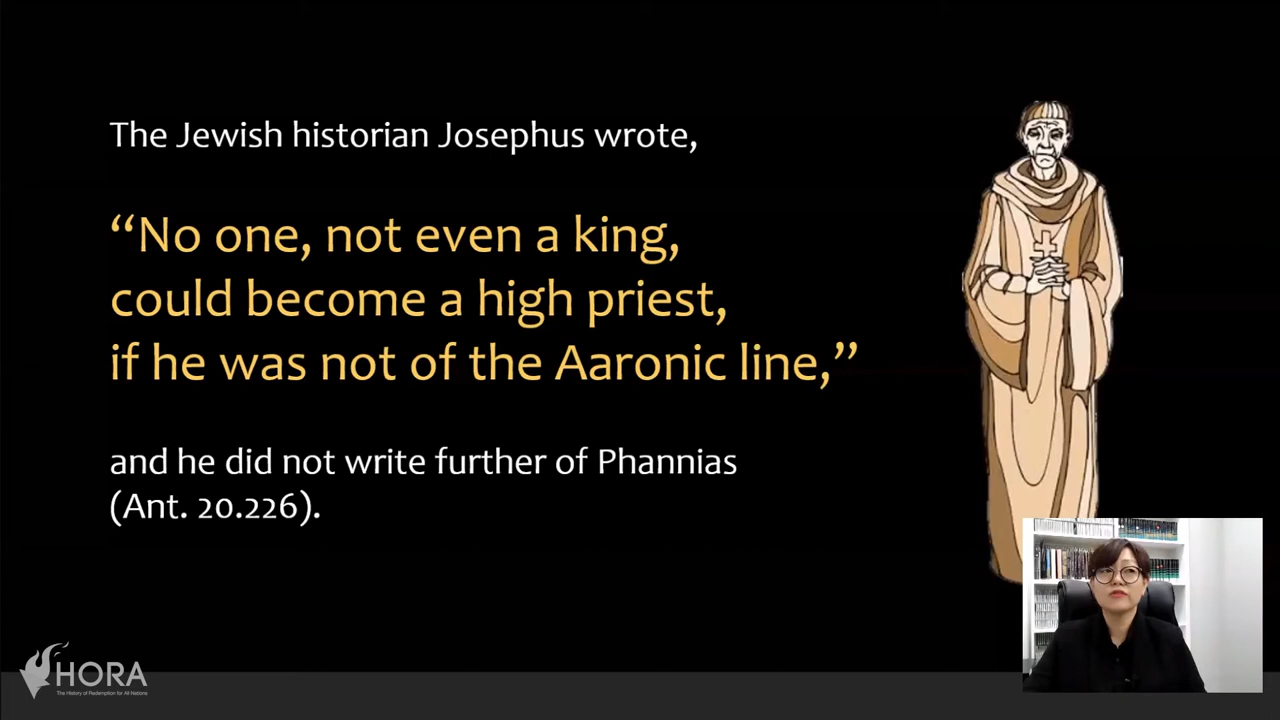 The Jewish historian Josephus wrote,
“No one, not even a king,
could become a high priest,
if he was not of the Aaronic line,”
and he did not write further of Phannias
(Ant. 20.226).
HORA
The History of Redemption for All Nations